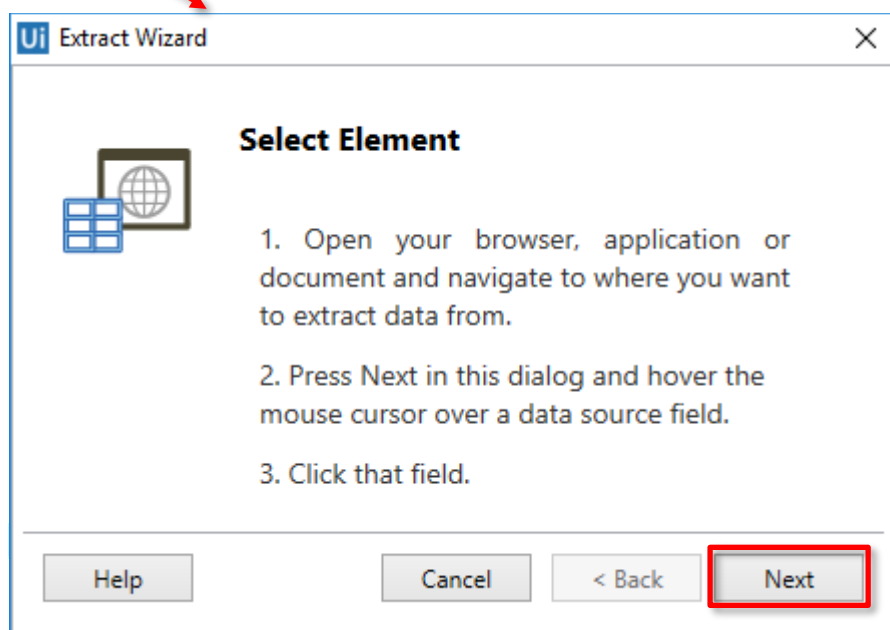 Ui Extract Wizard
Select Element
1. Open your browser, application or
document and navigate to where you want
to extract data from.
2. Press Next in this dialog and hover the
mouse cursor over a data source field.
3. Click that field.
Help Cancel < Back Next